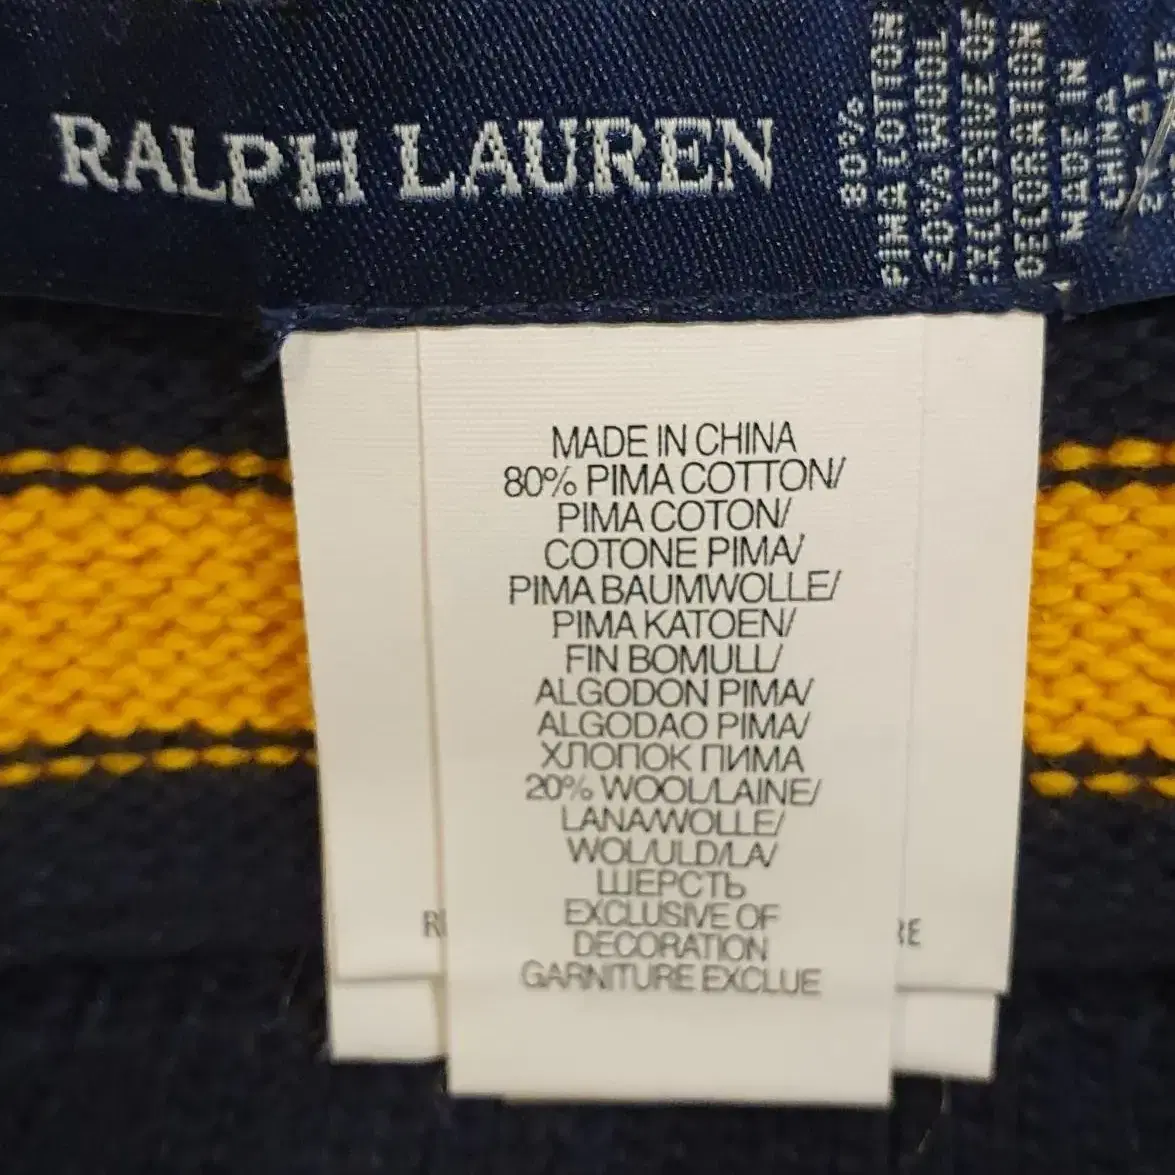 RALPH LAUREN
80%
PIMA COTTON
20% WOOL
EXCLUSIVE OF
DECORATION
MADE IN
CHINA
MADE IN CHINA
80% PIMA COTTON/
PIMA COTON/
COTONE PIMA/
PIMA BAUMWOLLE/
PIMA KATOEN/
FIN BOMULL/
ALGODON PIMA/
ALGODAO PIMA/
ХЛОПОК ПИМА
20% WOOL/LAINE/
LANA/WOLLE/
WOL/ULD/LA/
ШЕРСТЬ
EXCLUSIVE OF
DECORATION
GARNITURE EXCLUE